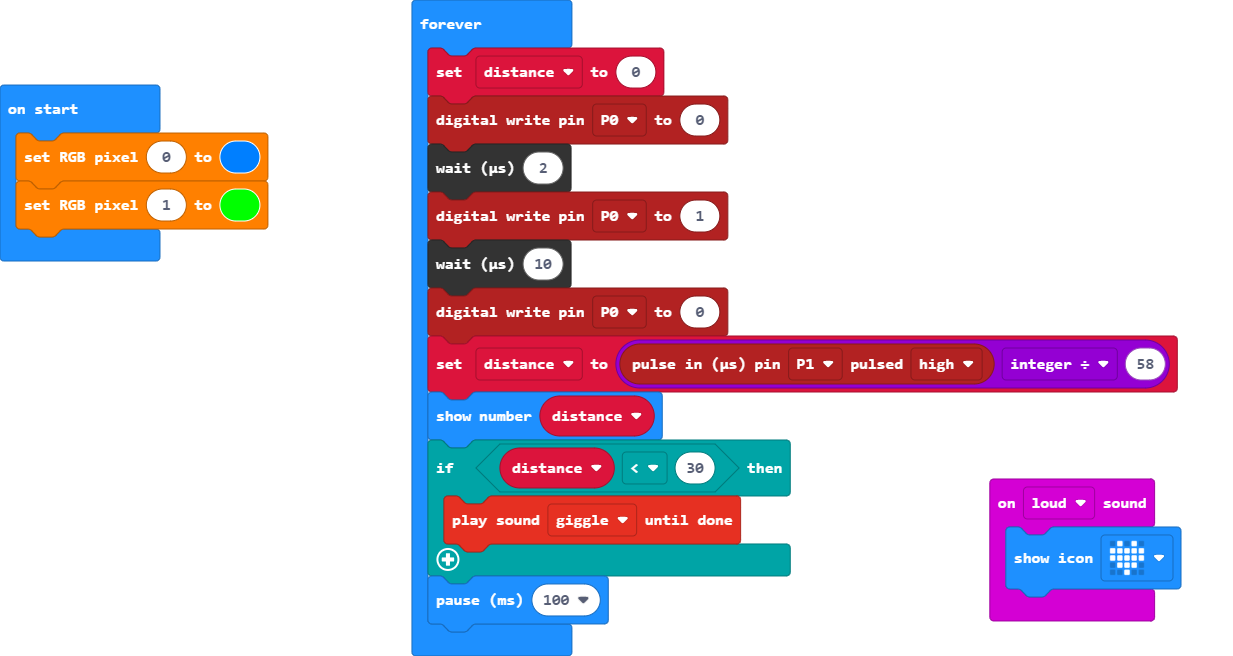 on start
set RGB pixel 0 to
set RGB pixel 1 to
forever
set distance to 0
digital write pin P0 to 0
wait (µs) 2
digital write pin P0 to 1
wait (µs) 10
digital write pin P0 to 0
set distance to pulse in (µs) pin P1 pulsed high integer ÷ 58
show number distance
if distance < 30 then
play sound giggle until done
pause (ms) 100
on loud sound
show icon